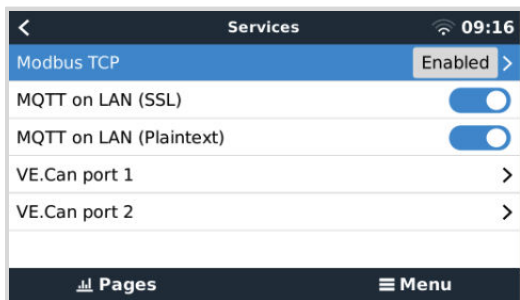 Services 09:16
Modbus TCP Enabled
MQTT on LAN (SSL)
MQTT on LAN (Plaintext)
VE.Can port 1
VE.Can port 2
Pages Menu